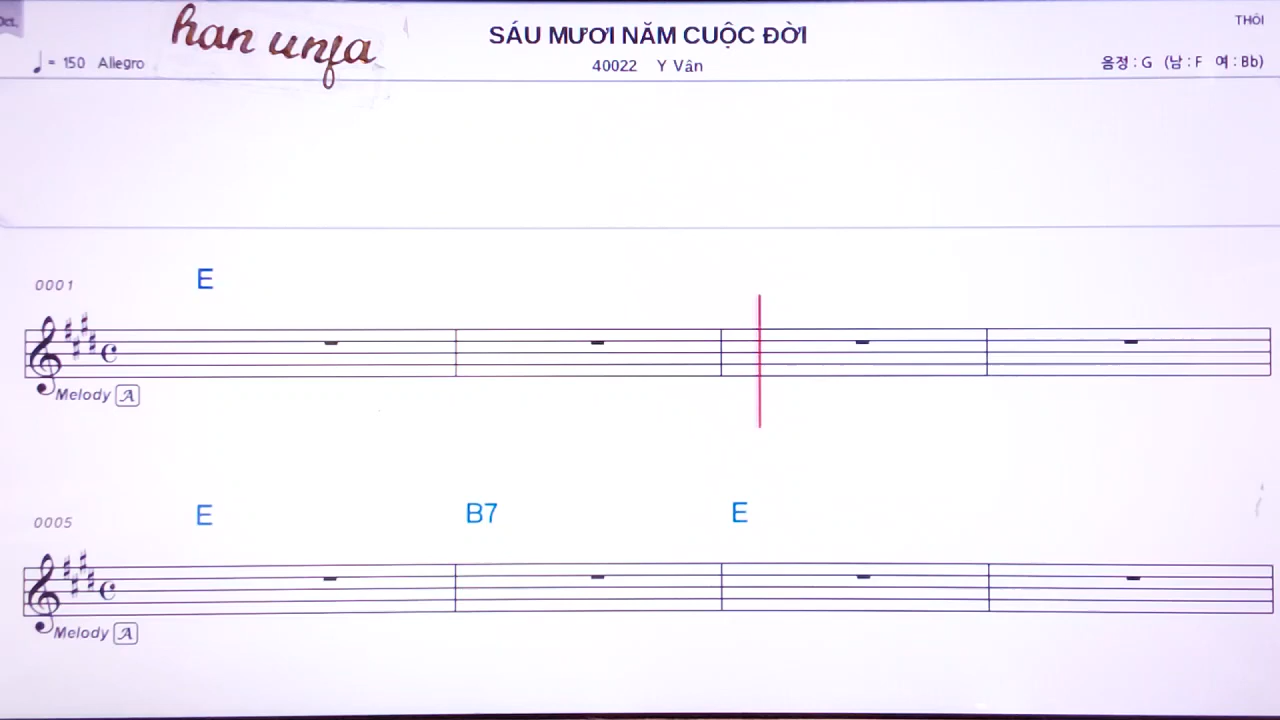 Oct.
han unfa
SÁU MƯƠI NĂM CUỘC ĐỜI
THÔI
♩ = 150 Allegro
40022 Y Vân
음정 : G (남 : F 여 : Bb)
0001
E
Melody A
0005
E B7 E
Melody A